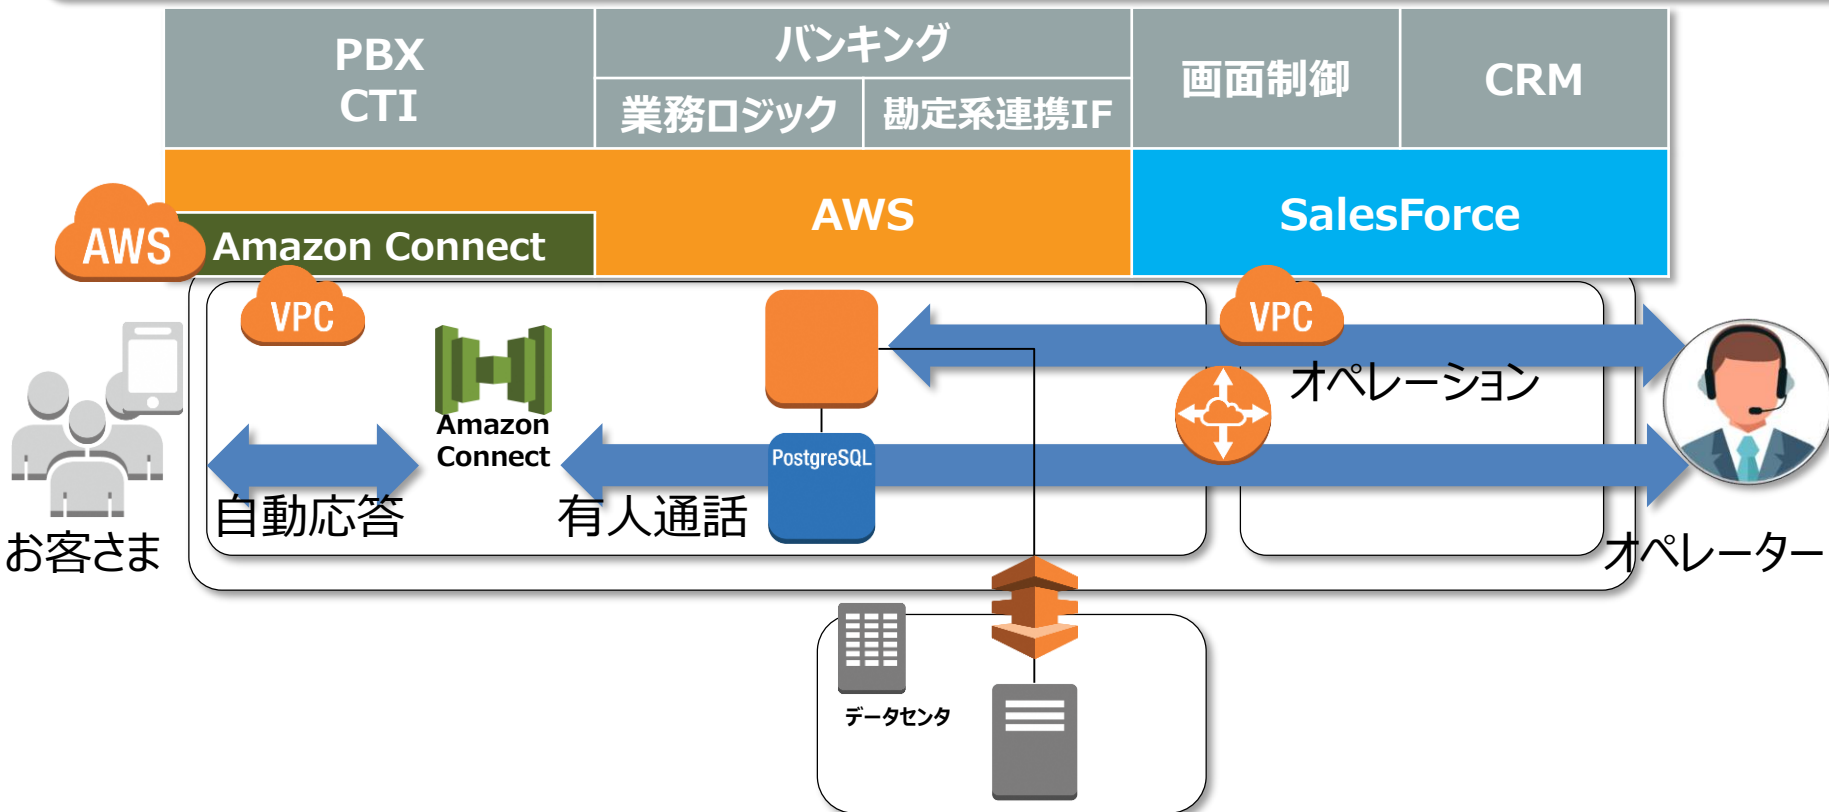 PBX
CTI
バンキング
業務ロジック
勘定系連携IF
画面制御
CRM
AWS
SalesForce
AWS
Amazon Connect
VPC
VPC
オペレーション
Amazon
Connect
PostgreSQL
自動応答
有人通話
お客さま
オペレーター
データセンタ